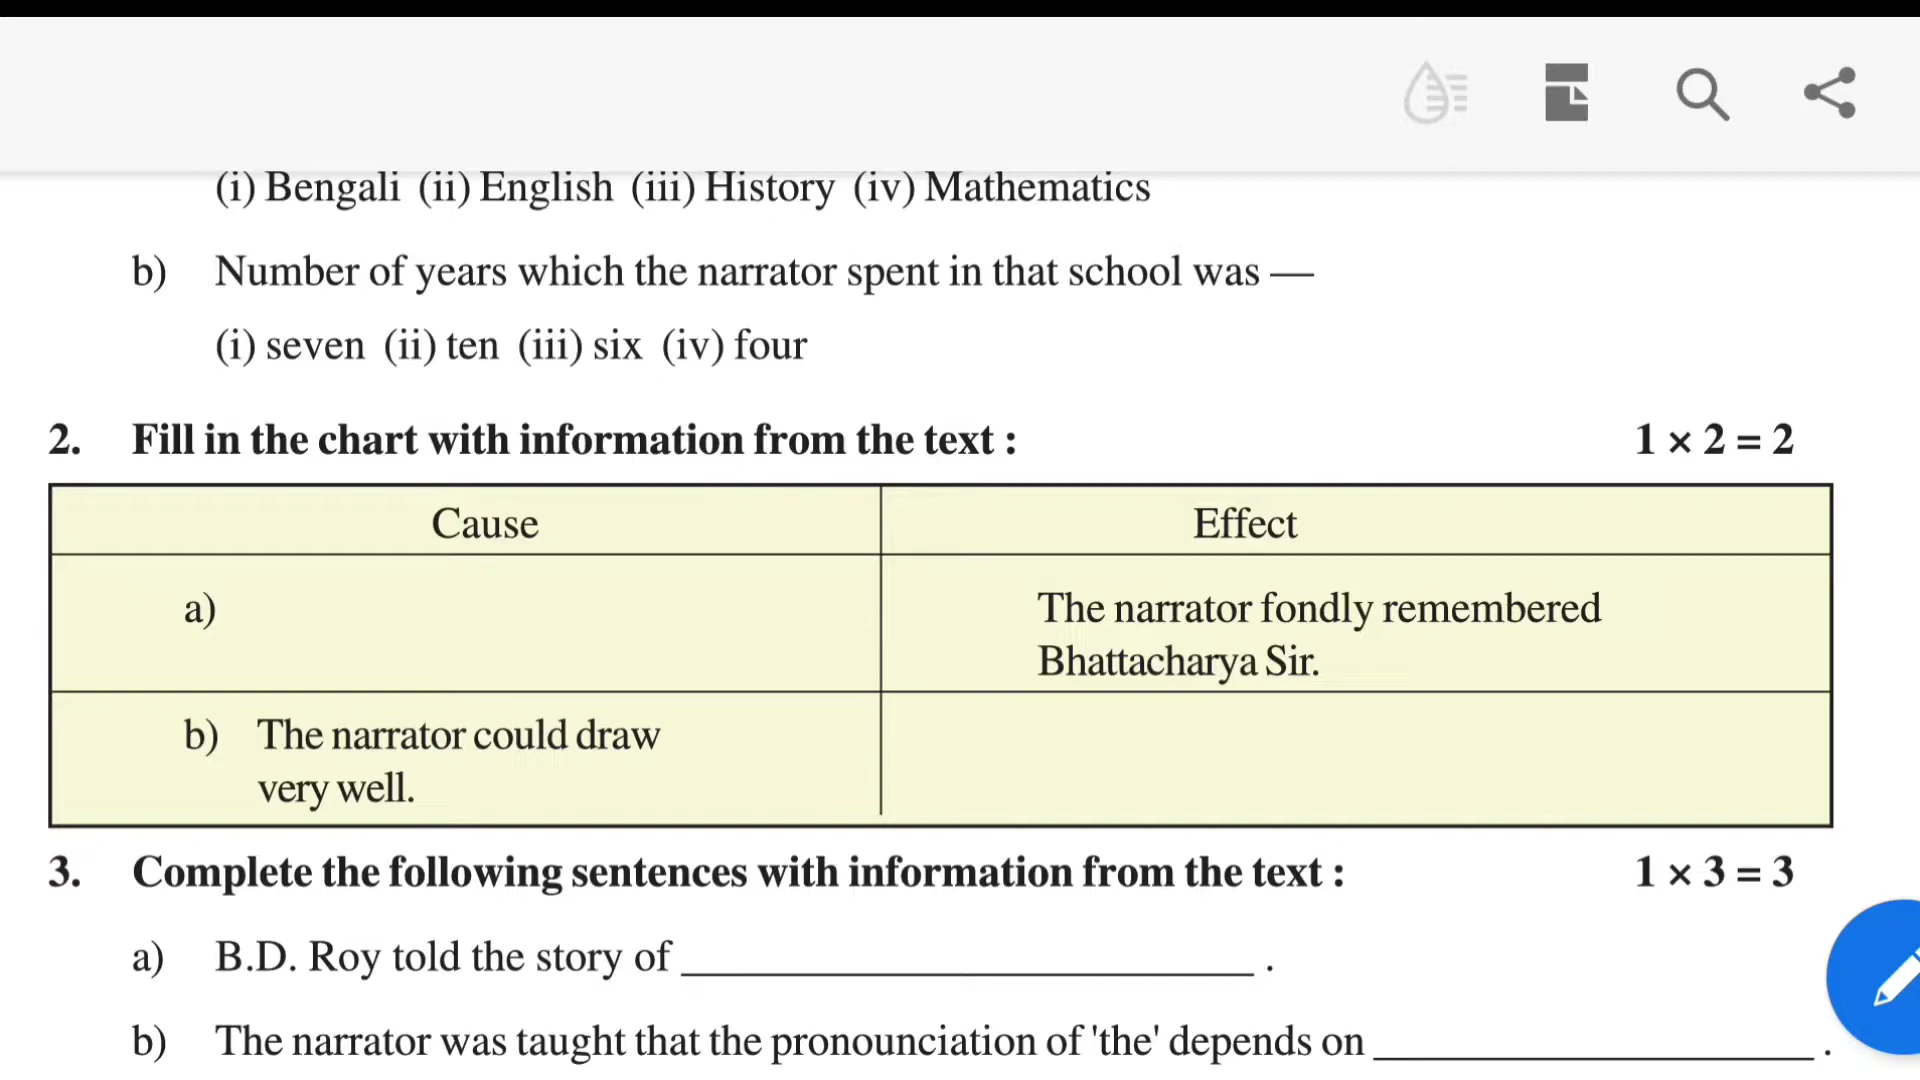 (i) Bengali (ii) English (iii) History (iv) Mathematics
b) Number of years which the narrator spent in that school was —
(i) seven (ii) ten (iii) six (iv) four
2. Fill in the chart with information from the text : 1 × 2 = 2
Cause Effect
a) The narrator fondly remembered
Bhattacharya Sir.
b) The narrator could draw
very well.
3. Complete the following sentences with information from the text : 1 × 3 = 3
a) B.D. Roy told the story of ____________________ .
b) The narrator was taught that the pronounciation of 'the' depends on ____________________ .